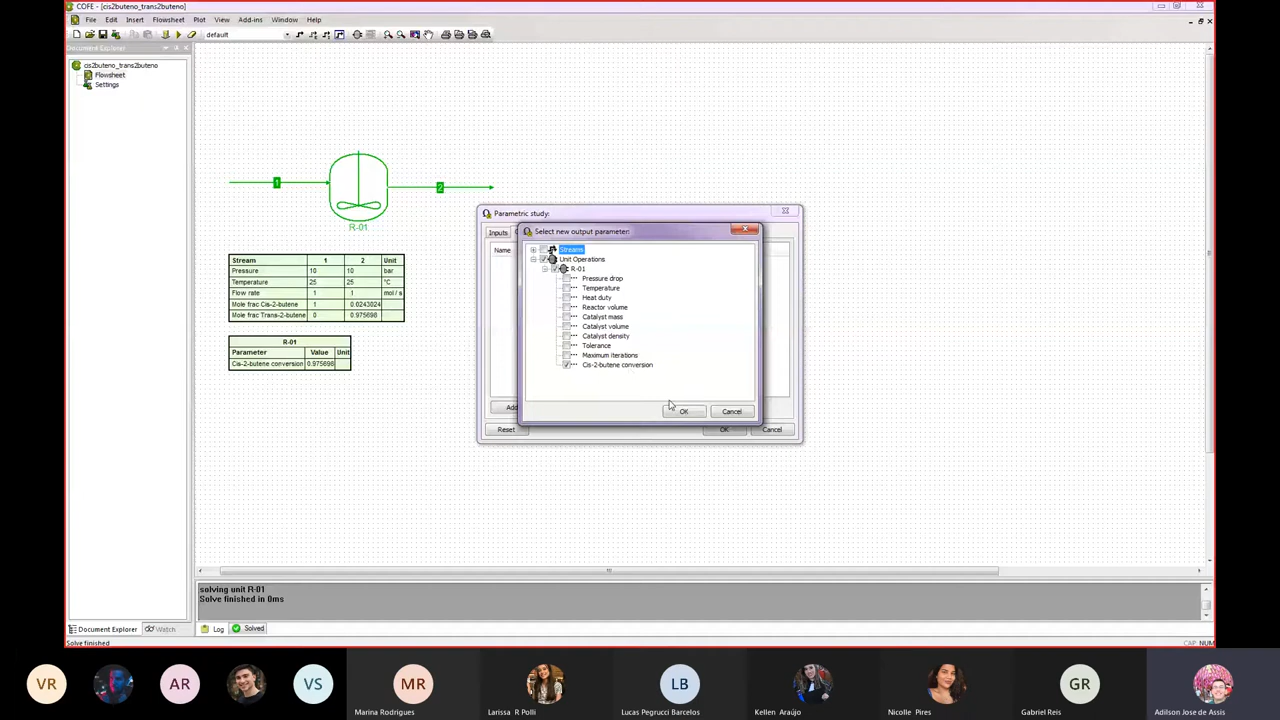 COFE - [cis2buteno_trans2buteno]
File Edit Insert Flowsheet Plot View Add-ins Window Help
default
Document Explorer
cis2buteno_trans2buteno
Flowsheet
Settings
1
2
R-01
Stream 1 2 Unit
Pressure 10 10 bar
Temperature 25 25 °C
Flow rate 1 1 mol / s
Mole frac Cis-2-butene 1 0.0243024
Mole frac Trans-2-butene 0 0.975698
R-01
Parameter Value Unit
Cis-2-butene conversion 0.975698
Parametric study:
Inputs
Name
Add
Reset OK Cancel
Select new output parameter:
Streams
Unit Operations
R-01
Pressure drop
Temperature
Heat duty
Reactor volume
Catalyst mass
Catalyst volume
Catalyst density
Tolerance
Maximum iterations
Cis-2-butene conversion
OK Cancel
solving unit R-01
Solve finished in 0ms
Document Explorer Watch Log Solved
Solve finished
CAP NUM
VR AR VS MR LB GR
Marina Rodrigues Larissa R Polli Lucas Pegrucci Barcelos Kellen Araújo Nicolle Pires Gabriel Reis Adilson Jose de Assis